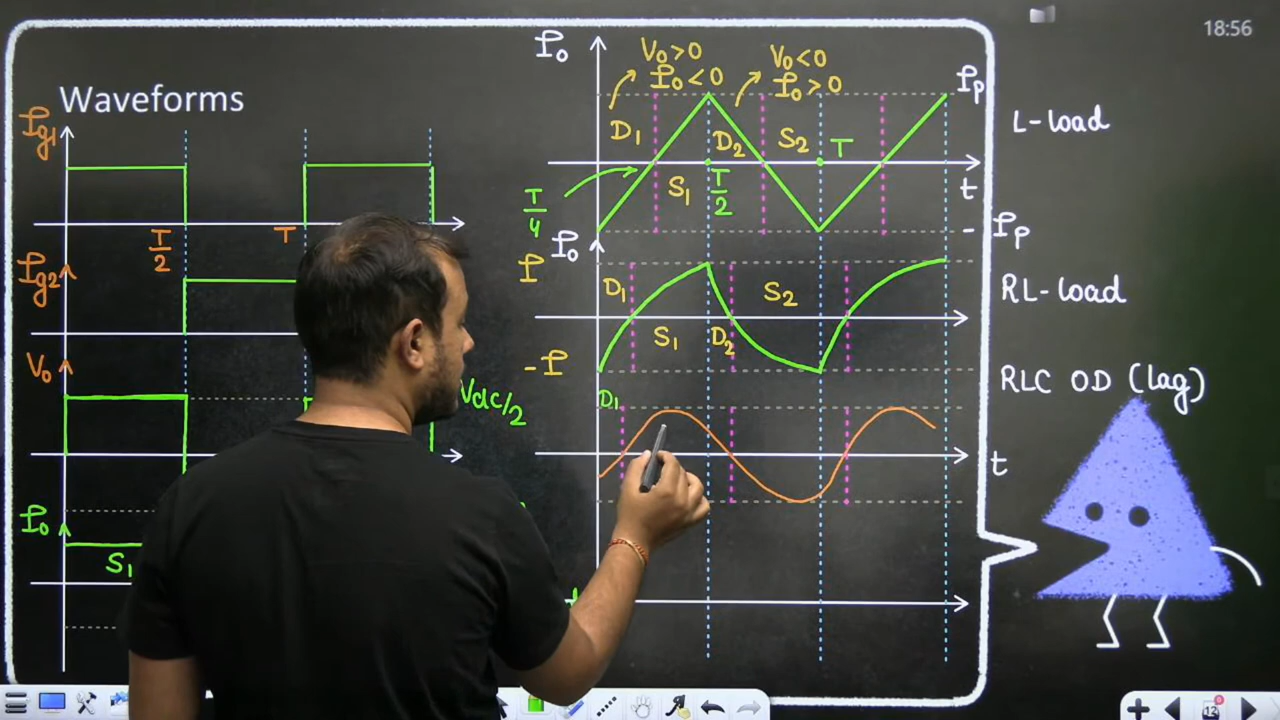 18:56
Waveforms
Ig1
T/2
T
Ig2
V0
Vdc/2
I0
S1
I0
V0>0
I0<0
V0<0
I0>0
Ip
D1
D2
S2
T
L-load
T/4
S1
T/2
t
-Ip
I0
I
D1
S2
RL-load
S1
D2
-I
RLC OD (lag)
D1
t
12